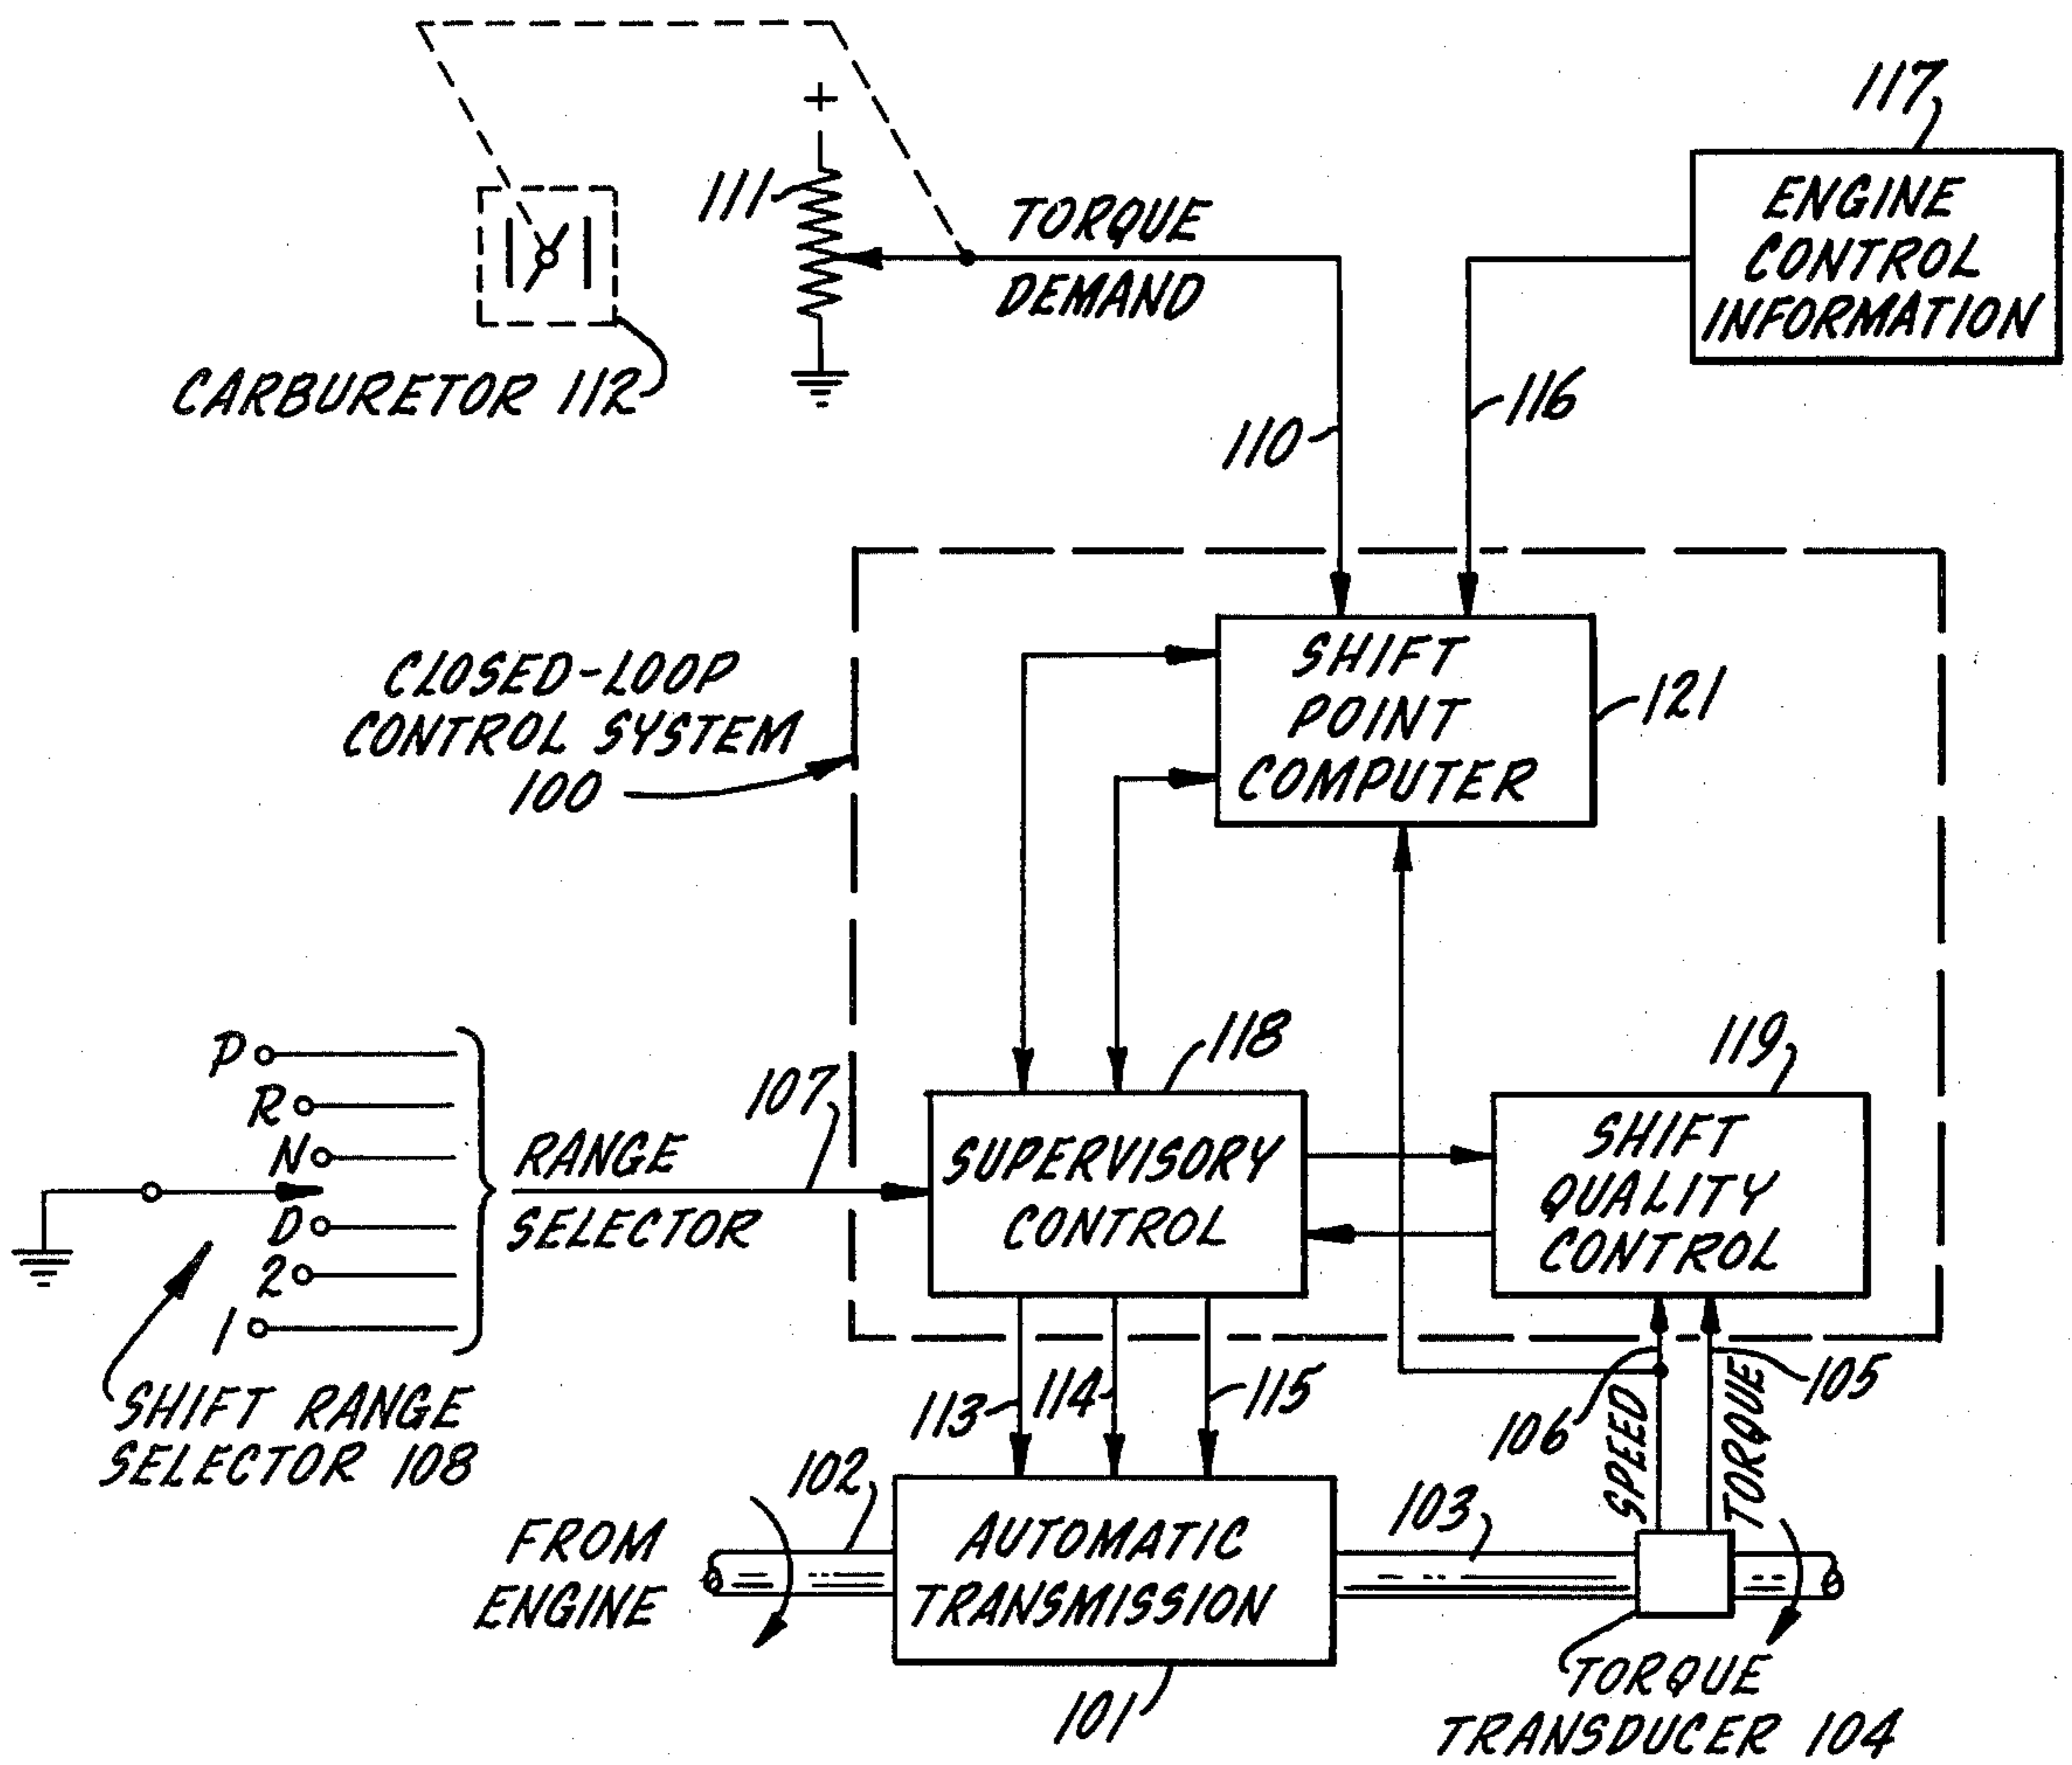 117
ENGINE
CONTROL
INFORMATION
+
111
TORQUE
DEMAND
CARBURETOR 112
110
116
CLOSED-LOOP
CONTROL SYSTEM
100
SHIFT
POINT
COMPUTER
121
P
R
N
D
2
1
RANGE
SELECTOR
107
118
SUPERVISORY
CONTROL
119
SHIFT
QUALITY
CONTROL
SHIFT RANGE
SELECTOR 108
113
114
115
106
SPEED
TORQUE
105
FROM
ENGINE
102
AUTOMATIC
TRANSMISSION
101
103
TORQUE
TRANSDUCER 104